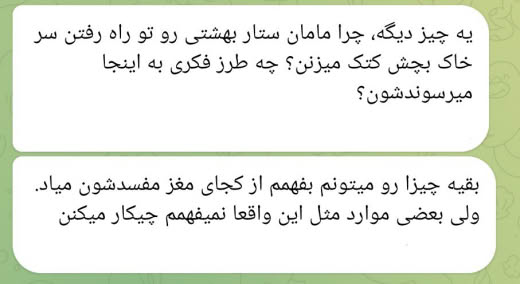 یه چیز دیگه، چرا مامان ستار بهشتی رو تو راه رفتن سر
خاک بچش کتک میزنن؟ چه طرز فکری به اینجا
میرسوندشون؟
بقیه چیزا رو میتونم بفهمم از کجای مغز مفسدشون میاد.
ولی بعضی موارد مثل این واقعا نمیفهمم چیکار میکنن